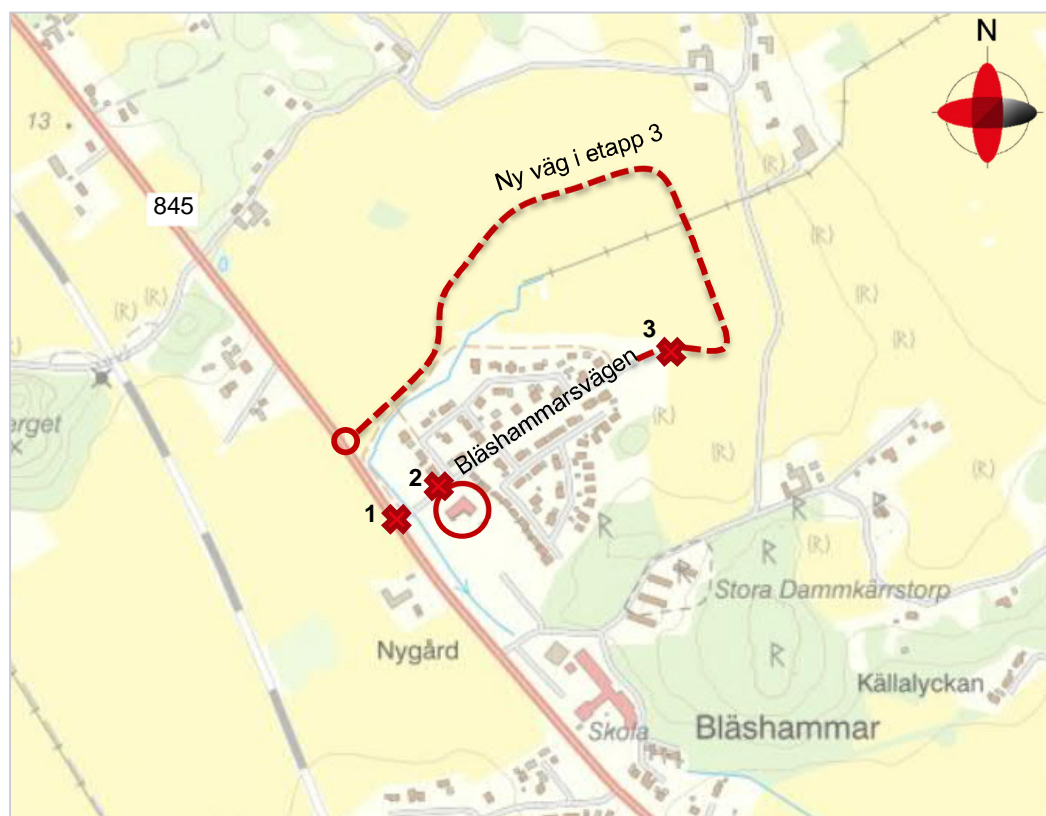 N
13
Ny väg i etapp 3
(R)
845
(R)
(R)
(R)
(R)
(R)
3
Bläshammarsvägen
erget
(R)
2
(R)
(R)
1
R
R
R
(R)
R
Stora Dammkärrstorp
Nygård
R
Källalyckan
Skola
Bläshammar